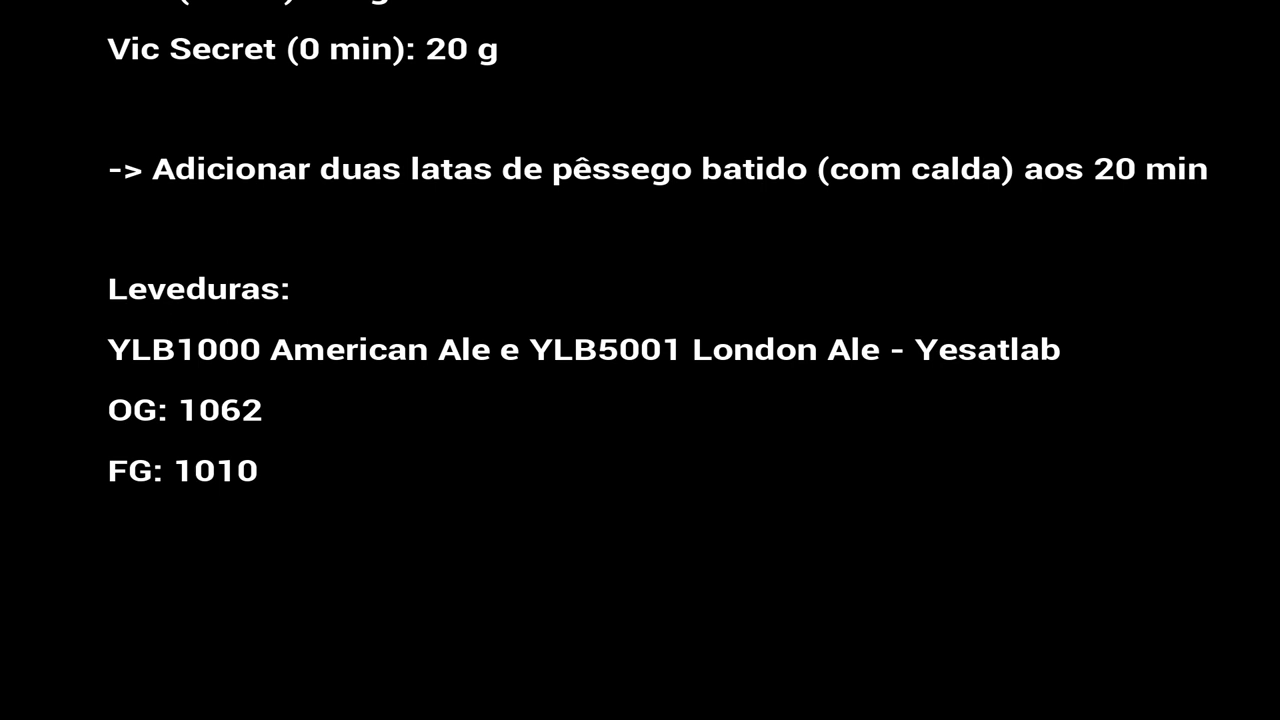 Vic Secret (0 min): 20 g
-> Adicionar duas latas de pêssego batido (com calda) aos 20 min
Leveduras:
YLB1000 American Ale e YLB5001 London Ale - Yesatlab
OG: 1062
FG: 1010